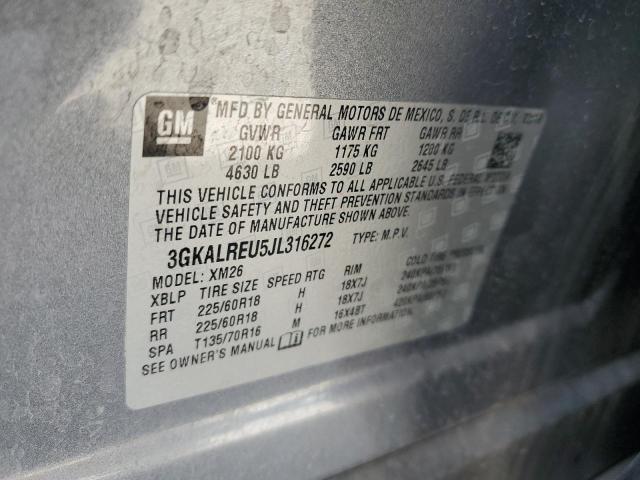 GM
MFD BY GENERAL MOTORS DE MEXICO, S. DE R.L. DE C.V.
GVWR GAWR FRT GAWR RR
2100 KG 1175 KG 1200 KG
4630 LB 2590 LB 2645 LB
THIS VEHICLE CONFORMS TO ALL APPLICABLE U.S. FEDERAL MOTOR
VEHICLE SAFETY AND THEFT PREVENTION STANDARDS IN EFFECT ON
THE DATE OF MANUFACTURE SHOWN ABOVE.
3GKALREU5JL316272 TYPE: M.P.V.
MODEL: XM26
XBLP TIRE SIZE SPEED RTG RIM COLD TIRE PRESSURE
FRT 225/60R18 H 18X7J
RR 225/60R18 H 18X7J
SPA T135/70R16 M 16X4BT
SEE OWNER'S MANUAL FOR MORE INFORMATION.